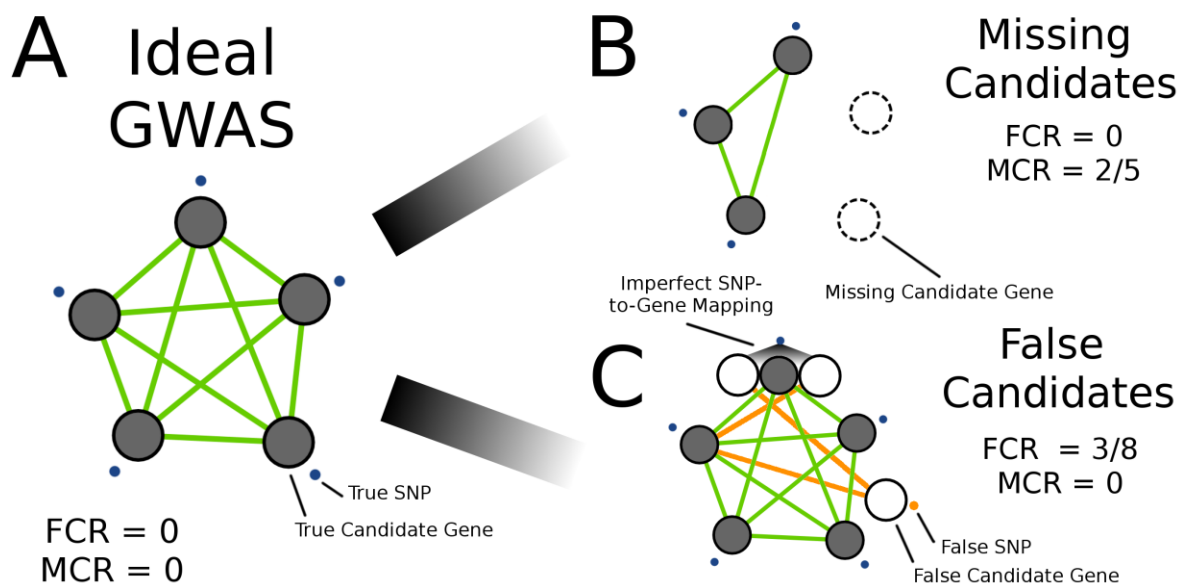 A
Ideal
GWAS
True SNP
True Candidate Gene
FCR = 0
MCR = 0
B
Missing
Candidates
FCR = 0
MCR = 2/5
Missing Candidate Gene
Imperfect SNP-
to-Gene Mapping
C
False
Candidates
FCR = 3/8
MCR = 0
False SNP
False Candidate Gene